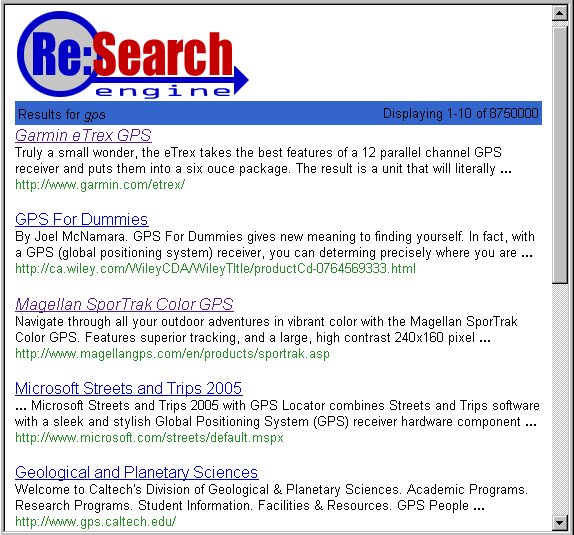 Re:Search
engine
Results for gps Displaying 1-10 of 8750000
Garmin eTrex GPS
Truly a small wonder, the eTrex takes the best features of a 12 parallel channel GPS
receiver and puts them into a six ouce package. The result is a unit that will literally ...
http://www.garmin.com/etrex/
GPS For Dummies
By Joel McNamara. GPS For Dummies gives new meaning to finding yourself. In fact, with
a GPS (global positioning system) receiver, you can determing precisely where you are ...
http://ca.wiley.com/WileyCDA/WileyTltle/productCd-0764569333.html
Magellan SporTrak Color GPS
Navigate through all your outdoor adventures in vibrant color with the Magellan SporTrak
Color GPS. Features superior tracking, and a large, high contrast 240x160 pixel ...
http://www.magellangps.com/en/products/sportrak.asp
Microsoft Streets and Trips 2005
... Microsoft Streets and Trips 2005 with GPS Locator combines Streets and Trips software
with a sleek and stylish Global Positioning System (GPS) receiver hardware component ...
http://www.microsoft.com/streets/default.mspx
Geological and Planetary Sciences
Welcome to Caltech's Division of Geological & Planetary Sciences. Academic Programs.
Research Programs. Student Information. Facilities & Resources. GPS People ...
http://www.gps.caltech.edu/